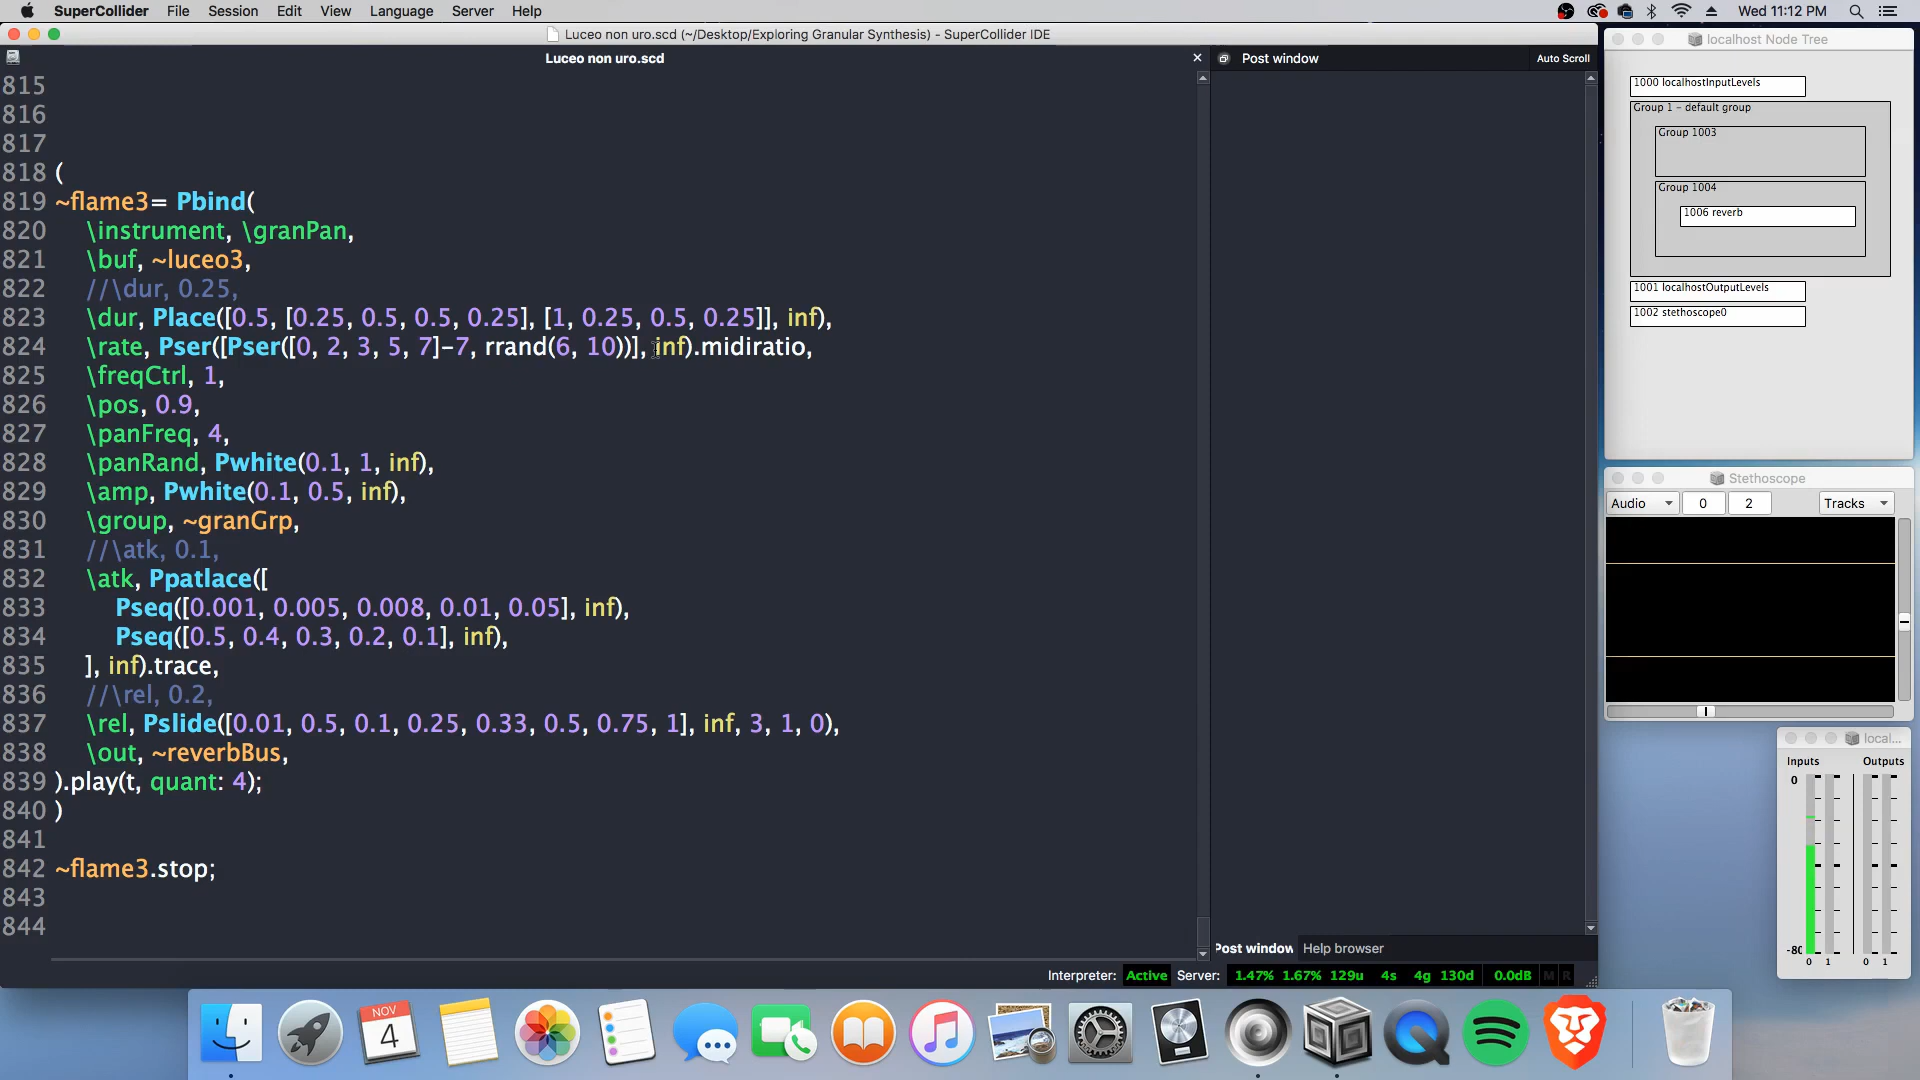 SuperCollider File Session Edit View Language Server Help
Wed 11:12 PM
Luceo non uro.scd (~/Desktop/Exploring Granular Synthesis) - SuperCollider IDE
Luceo non uro.scd
Post window
Auto Scroll
815
816
817
818 (
819 ~flame3= Pbind(
820 \instrument, \granPan,
821 \buf, ~luceo3,
822 //\dur, 0.25,
823 \dur, Place([0.5, [0.25, 0.5, 0.5, 0.25], [1, 0.25, 0.5, 0.25]], inf),
824 \rate, Pser([Pser([0, 2, 3, 5, 7]-7, rrand(6, 10))], inf).midiratio,
825 \freqCtrl, 1,
826 \pos, 0.9,
827 \panFreq, 4,
828 \panRand, Pwhite(0.1, 1, inf),
829 \amp, Pwhite(0.1, 0.5, inf),
830 \group, ~granGrp,
831 //\atk, 0.1,
832 \atk, Ppatlace([
833 Pseq([0.001, 0.005, 0.008, 0.01, 0.05], inf),
834 Pseq([0.5, 0.4, 0.3, 0.2, 0.1], inf),
835 ], inf).trace,
836 //\rel, 0.2,
837 \rel, Pslide([0.01, 0.5, 0.1, 0.25, 0.33, 0.5, 0.75, 1], inf, 3, 1, 0),
838 \out, ~reverbBus,
839 ).play(t, quant: 4);
840 )
841
842 ~flame3.stop;
843
844
Post window Help browser
Interpreter: Active Server: 1.47% 1.67% 129u 4s 4g 130d 0.0dB M R
localhost Node Tree
1000 localhostInputLevels
Group 1 - default group
Group 1003
Group 1004
1006 reverb
1001 localhostOutputLevels
1002 stethoscope0
Stethoscope
Audio 0 2 Tracks
local...
Inputs Outputs
0
-80
0 1 0 1
NOV
4